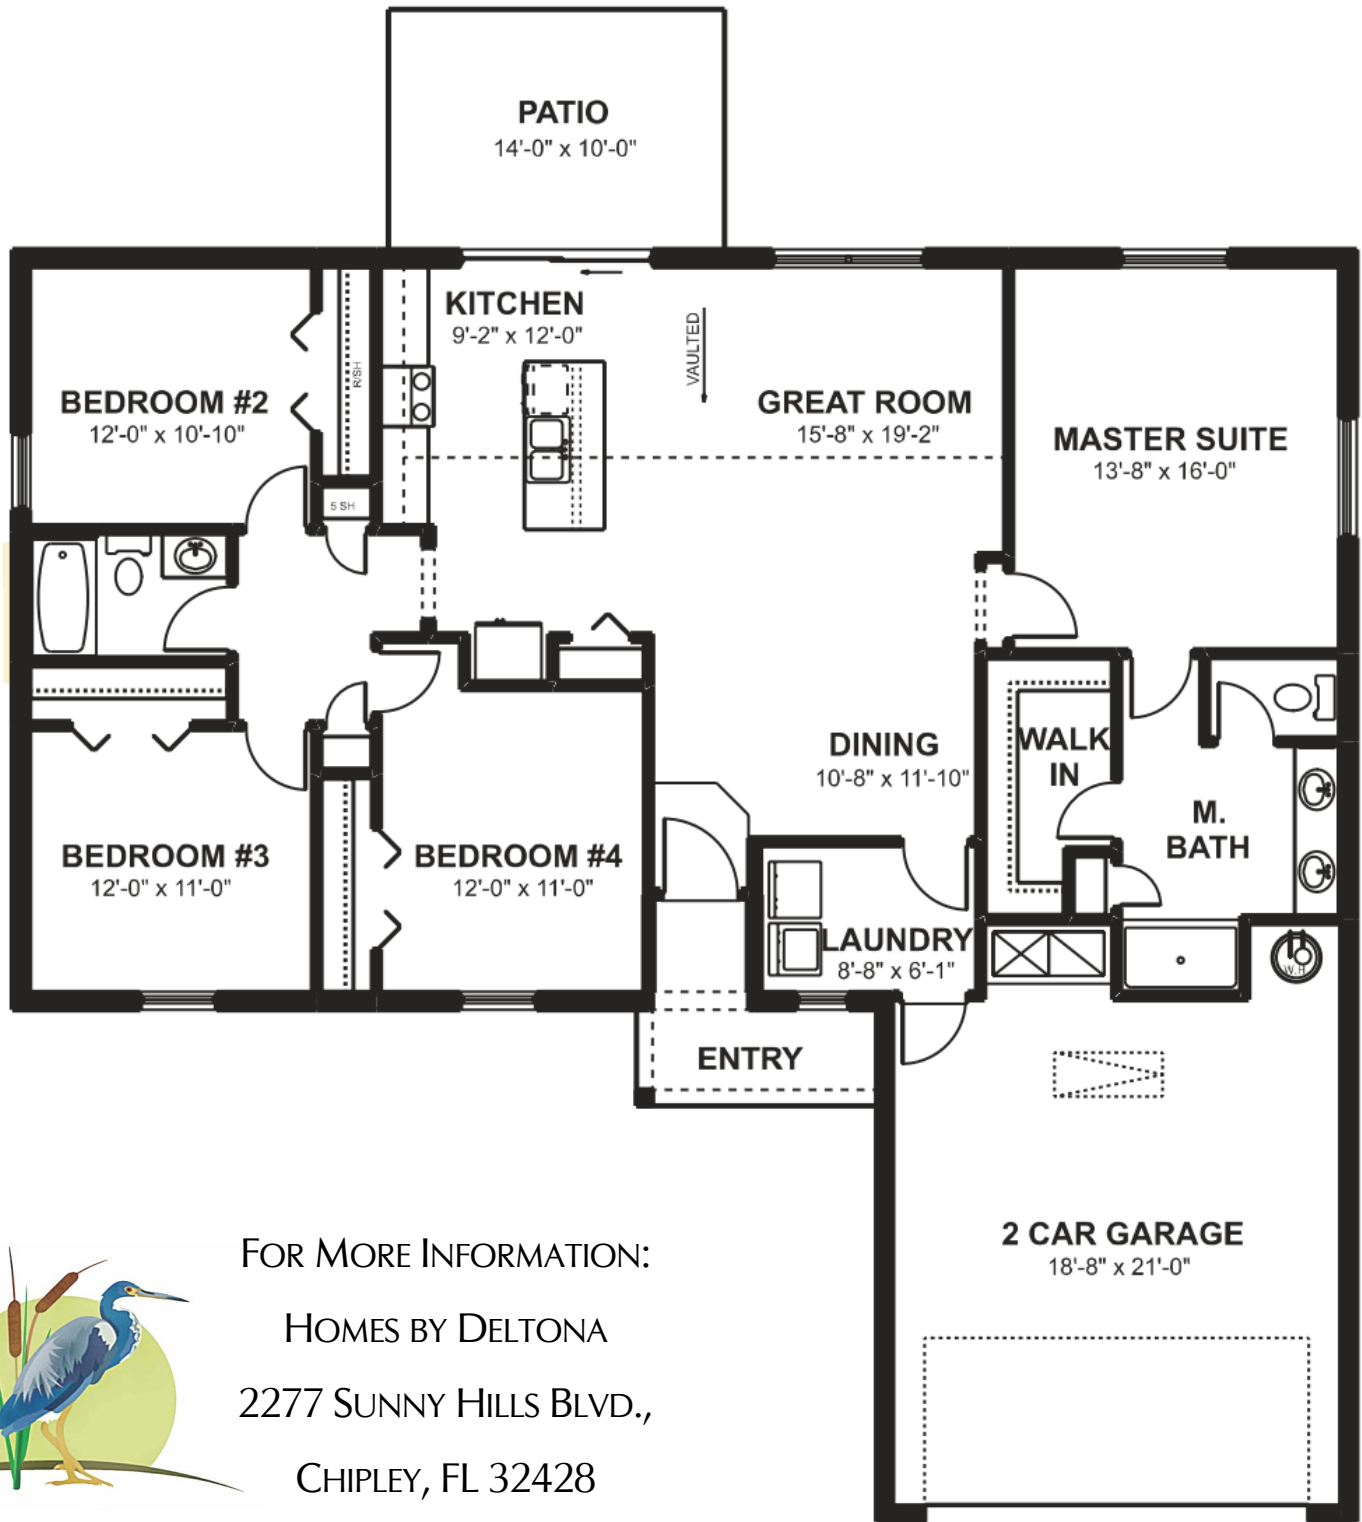 PATIO
14'-0" x 10'-0"
KITCHEN
9'-2" x 12'-0"
VAULTED
R/SH
BEDROOM #2
12'-0" x 10'-10"
GREAT ROOM
15'-8" x 19'-2"
MASTER SUITE
13'-8" x 16'-0"
5 SH
DINING
10'-8" x 11'-10"
WALK
IN
M.
BATH
BEDROOM #3
12'-0" x 11'-0"
BEDROOM #4
12'-0" x 11'-0"
LAUNDRY
8'-8" x 6'-1"
W.H
ENTRY
2 CAR GARAGE
18'-8" x 21'-0"
FOR MORE INFORMATION:
HOMES BY DELTONA
2277 SUNNY HILLS BLVD.,
CHIPLEY, FL 32428